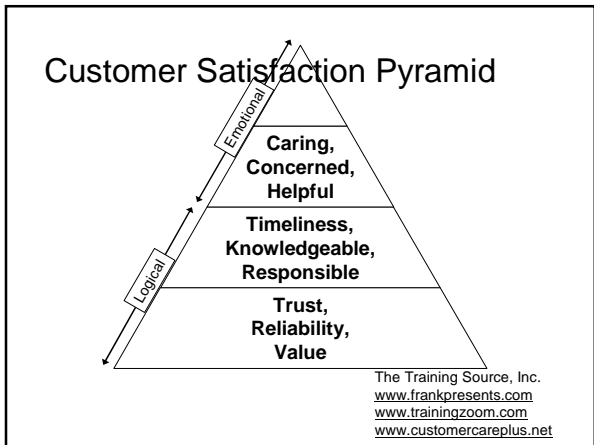 Customer Satisfaction Pyramid
Emotional
Caring,
Concerned,
Helpful
Timeliness,
Knowledgeable,
Responsible
Logical
Trust,
Reliability,
Value
The Training Source, Inc.
www.frankpresents.com
www.trainingzoom.com
www.customercareplus.net